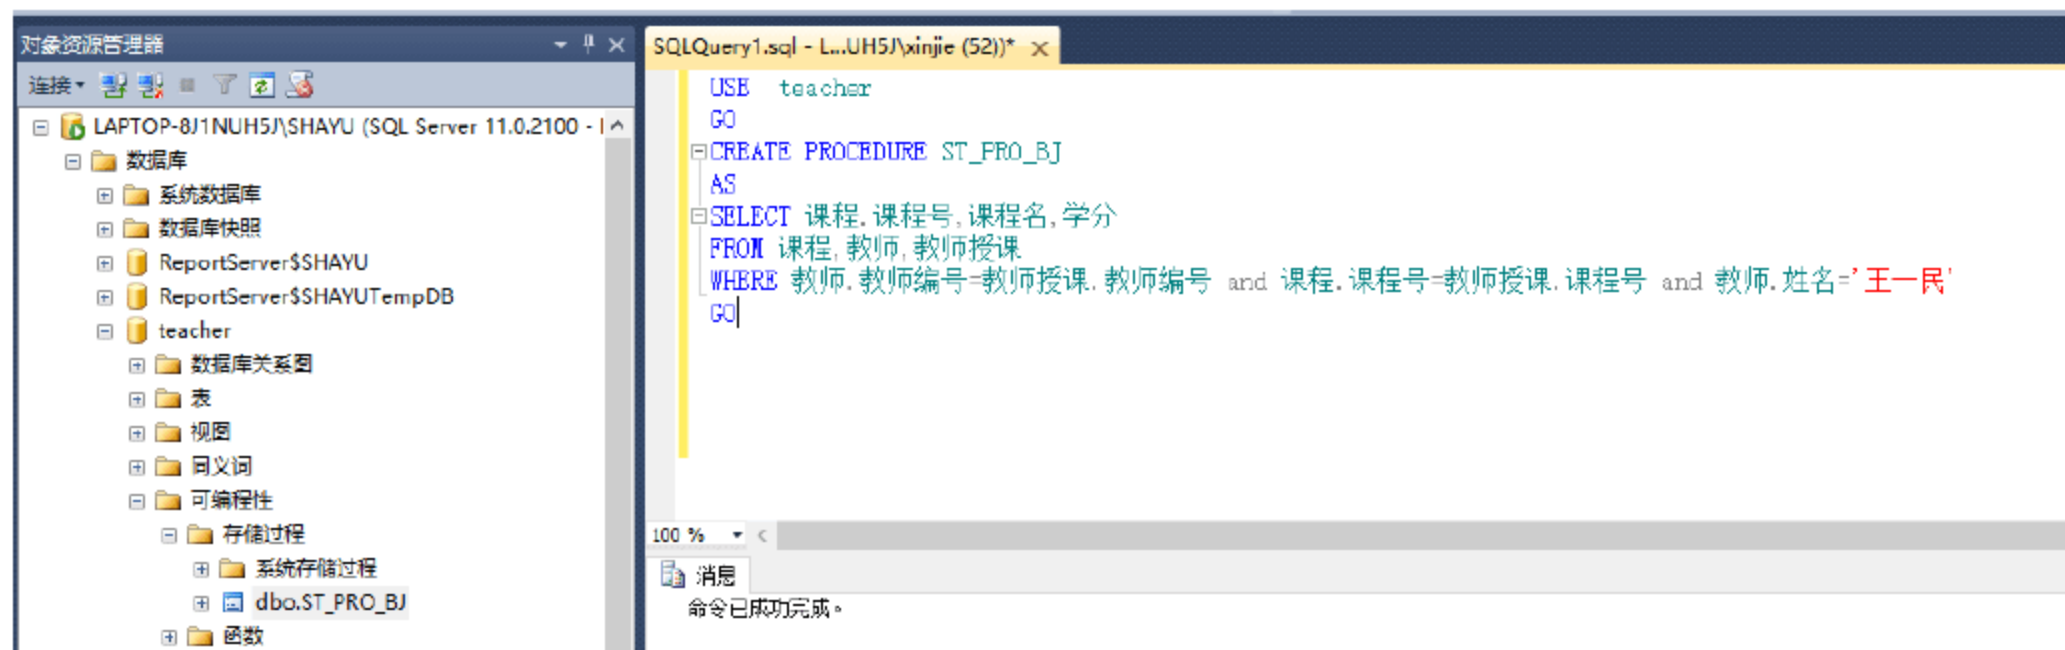 对象资源管理器
连接
LAPTOP-8J1NUH5J\SHAYU (SQL Server 11.0.2100 -
数据库
系统数据库
数据库快照
ReportServer$SHAYU
ReportServer$SHAYUTempDB
teacher
数据库关系图
表
视图
同义词
可编程性
存储过程
系统存储过程
dbo.ST_PRO_BJ
函数
SQLQuery1.sql - L...UH5J\xinjie (52))*
USE teacher
GO
CREATE PROCEDURE ST_PRO_BJ
AS
SELECT 课程.课程号,课程名,学分
FROM 课程,教师,教师授课
WHERE 教师.教师编号=教师授课.教师编号 and 课程.课程号=教师授课.课程号 and 教师.姓名='王一民'
GO
100 %
消息
命令已成功完成。